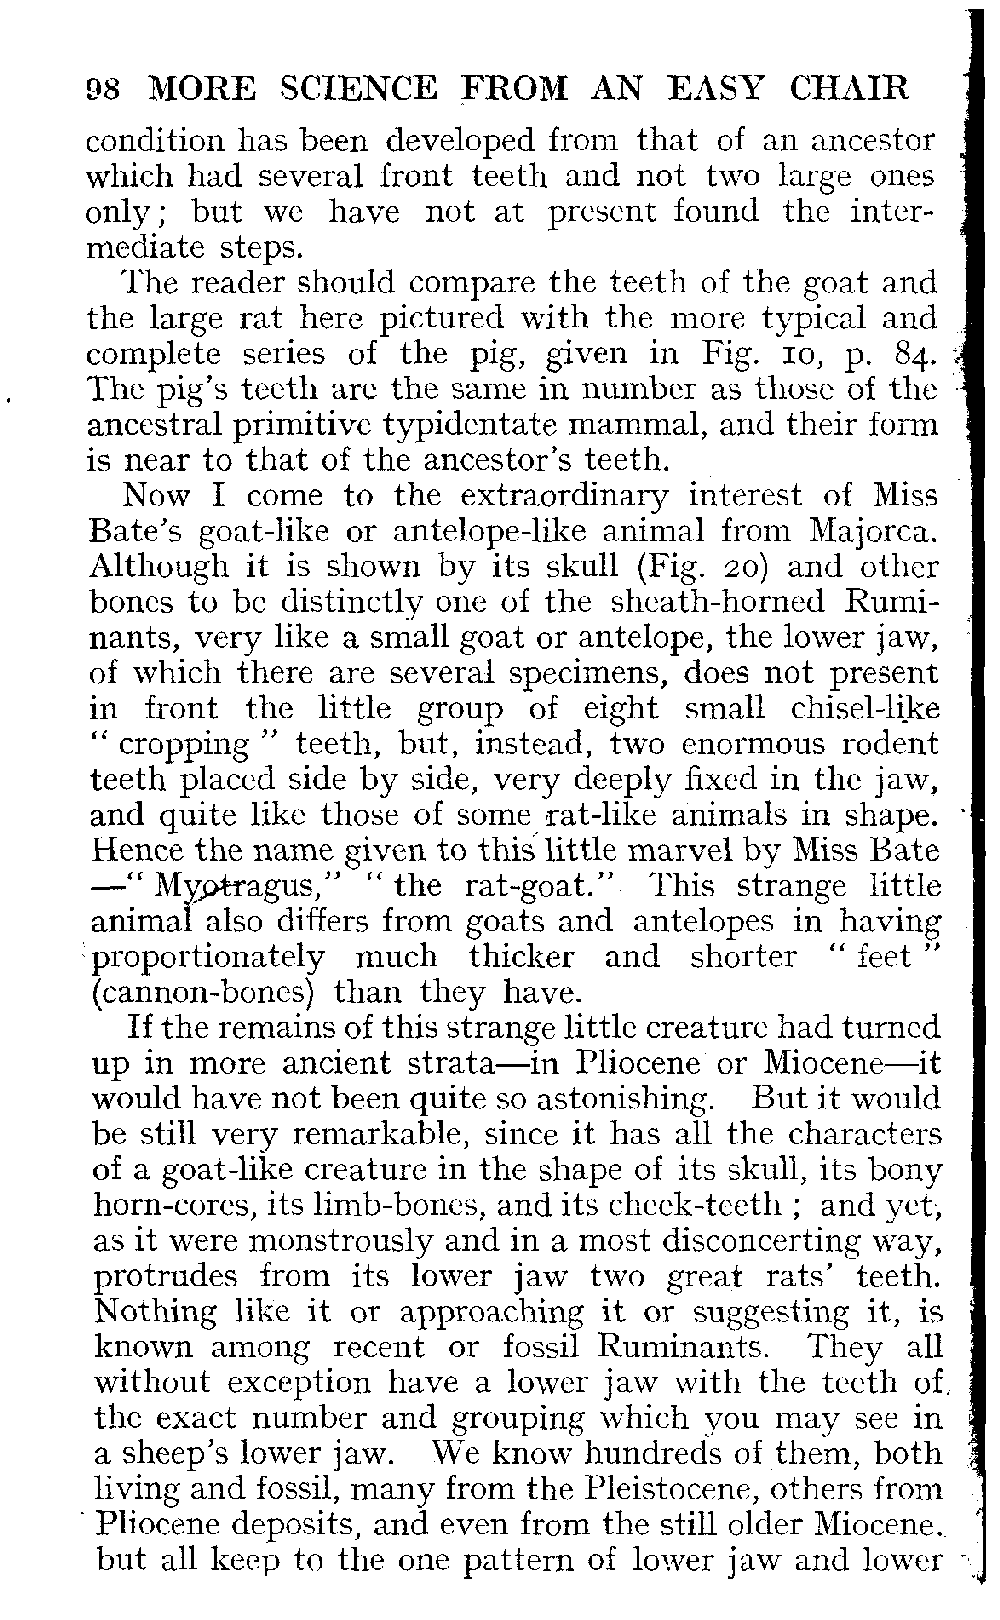 98 MORE SCIENCE FROM AN EASY CHAIR
condition has been developed from that of an ancestor
which had several front teeth and not two large ones
only; but we have not at present found the inter-
mediate steps.
The reader should compare the teeth of the goat and
the large rat here pictured with the more typical and
complete series of the pig, given in Fig. 10, p. 84.
The pig's teeth are the same in number as those of the
ancestral primitive typidentate mammal, and their form
is near to that of the ancestor's teeth.
Now I come to the extraordinary interest of Miss
Bate's goat-like or antelope-like animal from Majorca.
Although it is shown by its skull (Fig. 20) and other
bones to be distinctly one of the sheath-horned Rumi-
nants, very like a small goat or antelope, the lower jaw,
of which there are several specimens, does not present
in front the little group of eight small chisel-like
“ cropping ” teeth, but, instead, two enormous rodent
teeth placed side by side, very deeply fixed in the jaw,
and quite like those of some rat-like animals in shape.
Hence the name given to this little marvel by Miss Bate
—“ Myotragus,” “ the rat-goat.” This strange little
animal also differs from goats and antelopes in having
proportionately much thicker and shorter “ feet ”
(cannon-bones) than they have.
If the remains of this strange little creature had turned
up in more ancient strata—in Pliocene or Miocene—it
would have not been quite so astonishing. But it would
be still very remarkable, since it has all the characters
of a goat-like creature in the shape of its skull, its bony
horn-cores, its limb-bones, and its cheek-teeth ; and yet,
as it were monstrously and in a most disconcerting way,
protrudes from its lower jaw two great rats' teeth.
Nothing like it or approaching it or suggesting it, is
known among recent or fossil Ruminants. They all
without exception have a lower jaw with the teeth of
the exact number and grouping which you may see in
a sheep's lower jaw. We know hundreds of them, both
living and fossil, many from the Pleistocene, others from
Pliocene deposits, and even from the still older Miocene.
but all keep to the one pattern of lower jaw and lower